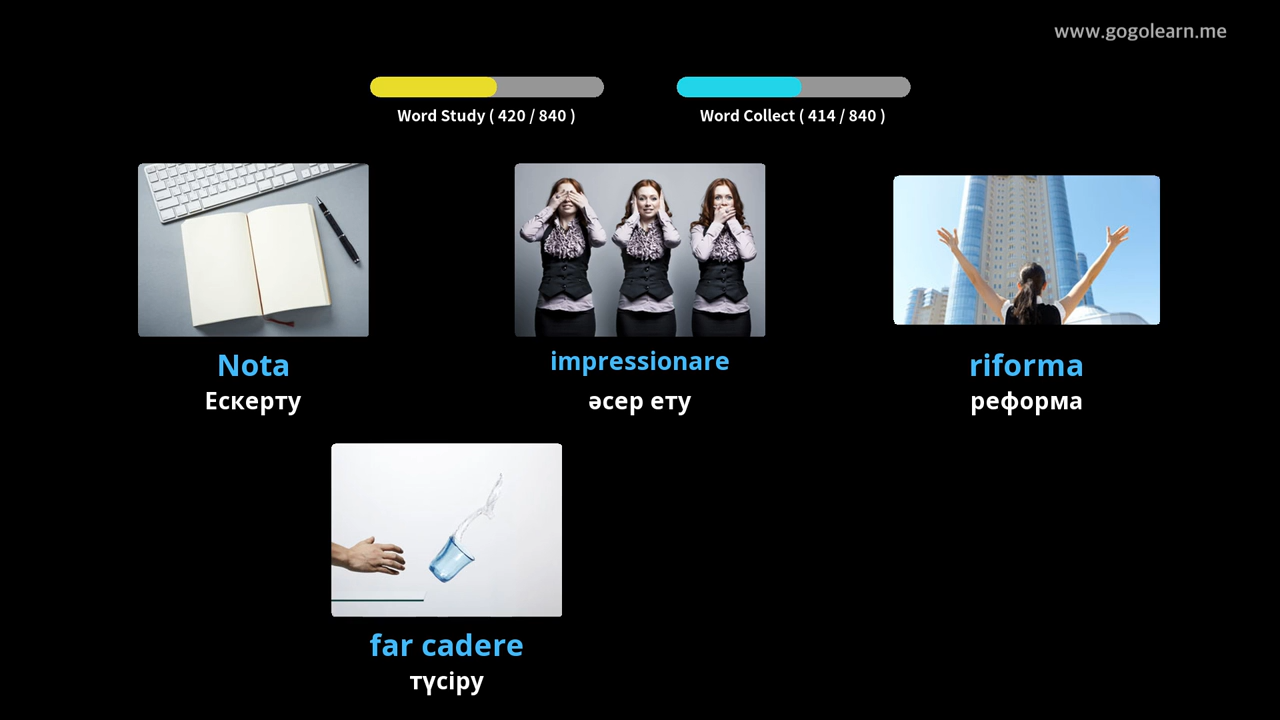 www.gogolearn.me
Word Study ( 420 / 840 )
Word Collect ( 414 / 840 )
Nota
Ескерту
impressionare
әсер ету
riforma
реформа
far cadere
түсіру